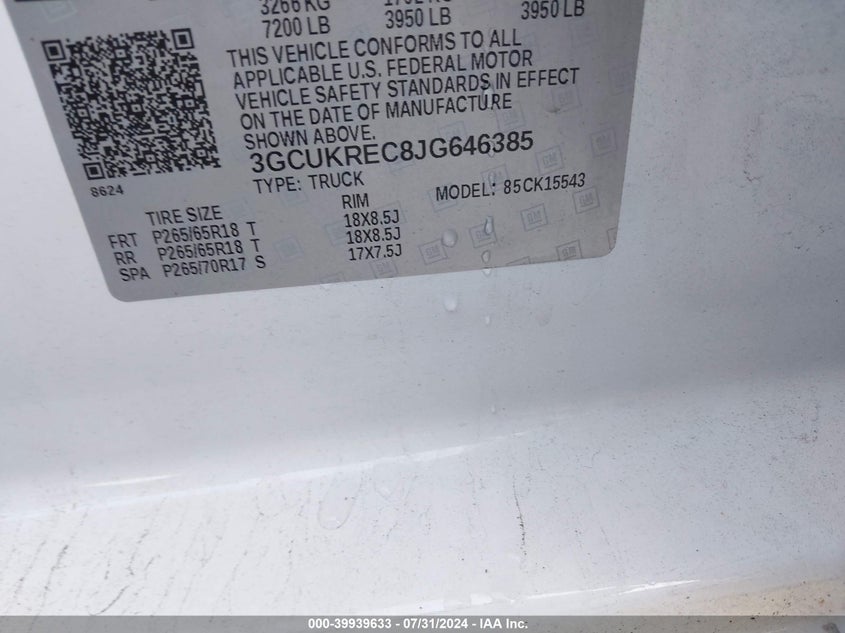 3266 KG
7200 LB 3950 LB 3950 LB
THIS VEHICLE CONFORMS TO ALL
APPLICABLE U.S. FEDERAL MOTOR
VEHICLE SAFETY STANDARDS IN EFFECT
ON THE DATE OF MANUFACTURE
SHOWN ABOVE.
3GCUKREC8JG646385
8624
TYPE: TRUCK MODEL: 85CK15543
TIRE SIZE RIM
FRT P265/65R18 T 18X8.5J
RR P265/65R18 T 18X8.5J
SPA P265/70R17 S 17X7.5J
GM
000-39939633 - 07/31/2024 - IAA Inc.